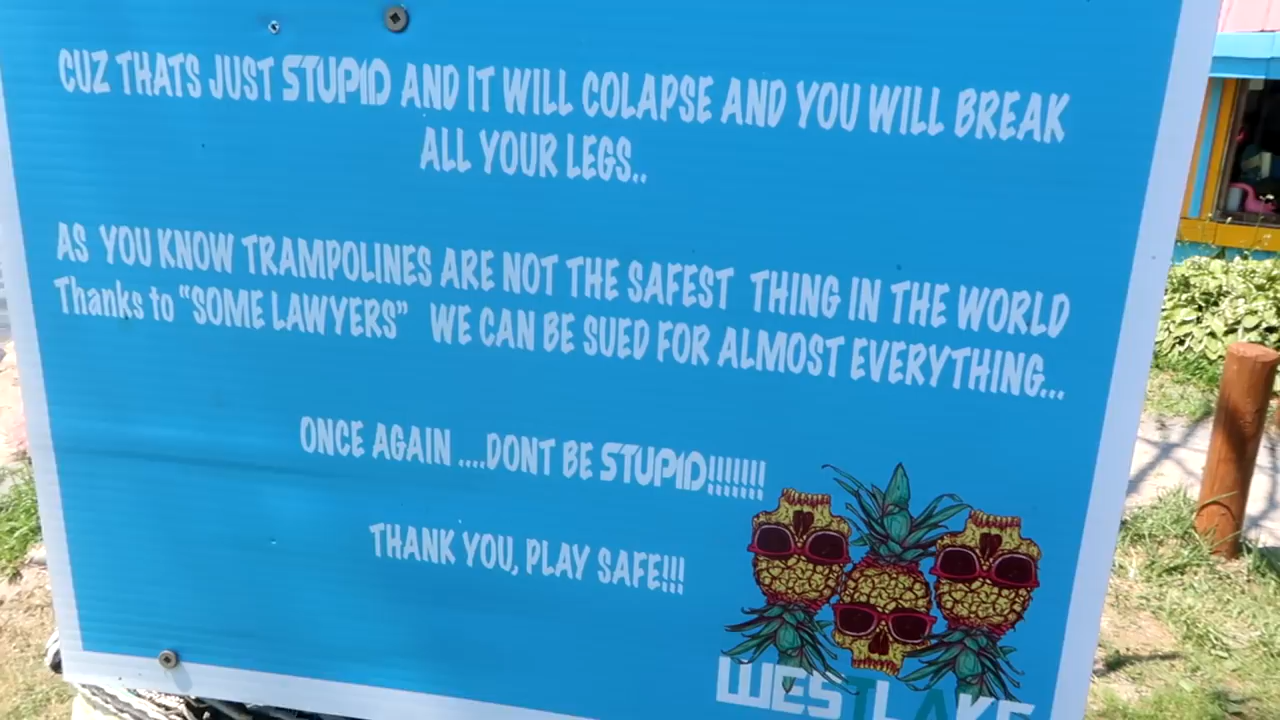 CUZ THATS JUST STUPID AND IT WILL COLAPSE AND YOU WILL BREAK
ALL YOUR LEGS..
AS YOU KNOW TRAMPOLINES ARE NOT THE SAFEST THING IN THE WORLD
Thanks to "SOME LAWYERS" WE CAN BE SUED FOR ALMOST EVERYTHING...
ONCE AGAIN ....DONT BE STUPID!!!!!!!
THANK YOU, PLAY SAFE!!!
WESTLAKE